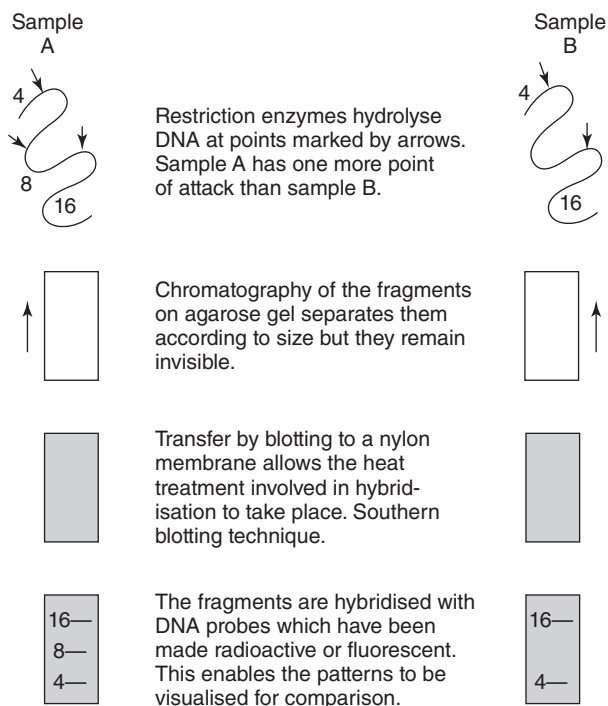 Sample
A
Sample
B
4
8
16
Restriction enzymes hydrolyse
DNA at points marked by arrows.
Sample A has one more point
of attack than sample B.
4
16
Chromatography of the fragments
on agarose gel separates them
according to size but they remain
invisible.
Transfer by blotting to a nylon
membrane allows the heat
treatment involved in hybrid-
isation to take place. Southern
blotting technique.
16
8
4
The fragments are hybridised with
DNA probes which have been
made radioactive or fluorescent.
This enables the patterns to be
visualised for comparison.
16
4